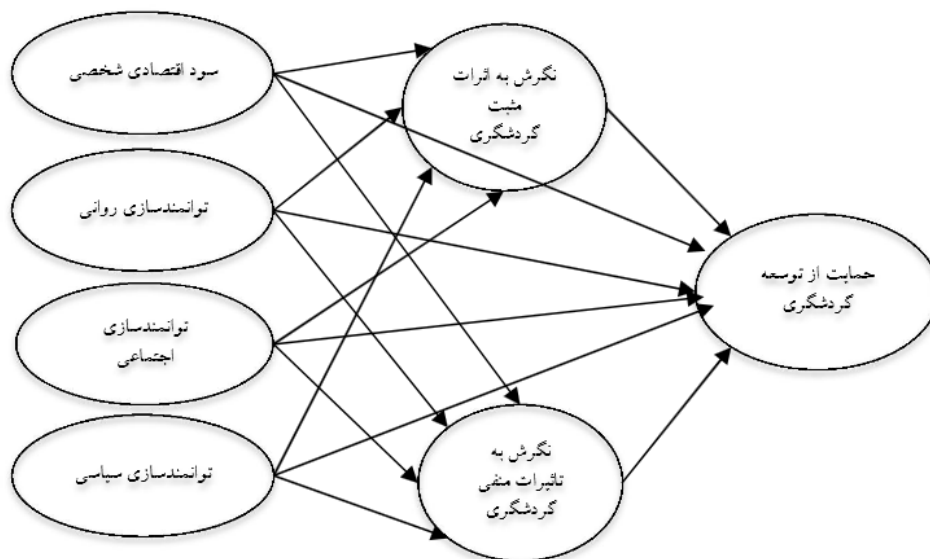 سود اقتصادی شخصی
توانمندسازی روانی
توانمندسازی
اجتماعی
توانمندسازی سیاسی
نگرش به اثرات
مثبت
گردشگری
نگرش به
تاثیرات منفی
گردشگری
حمایت از توسعه
گردشگری